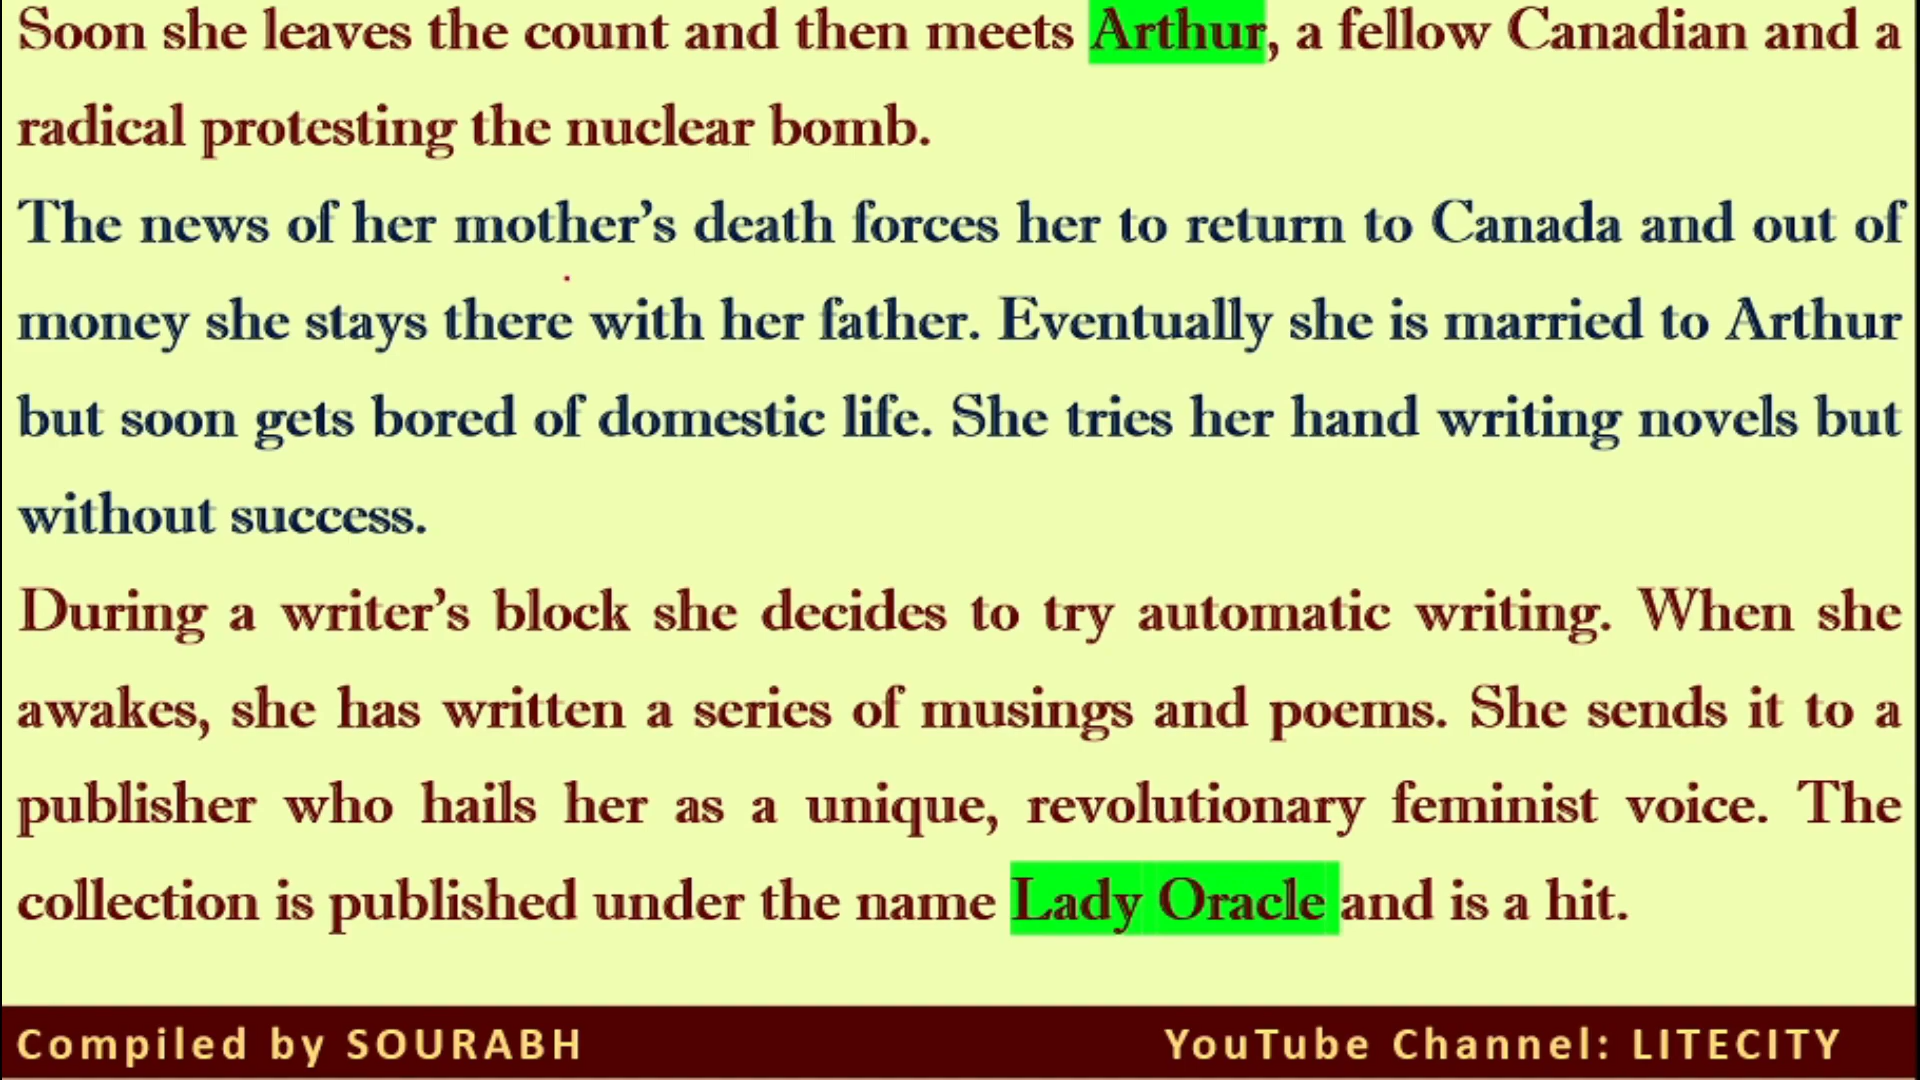 Soon she leaves the count and then meets Arthur, a fellow Canadian and a
radical protesting the nuclear bomb.
The news of her mother’s death forces her to return to Canada and out of
money she stays there with her father. Eventually she is married to Arthur
but soon gets bored of domestic life. She tries her hand writing novels but
without success.
During a writer’s block she decides to try automatic writing. When she
awakes, she has written a series of musings and poems. She sends it to a
publisher who hails her as a unique, revolutionary feminist voice. The
collection is published under the name Lady Oracle and is a hit.
Compiled by SOURABH YouTube Channel: LITECITY